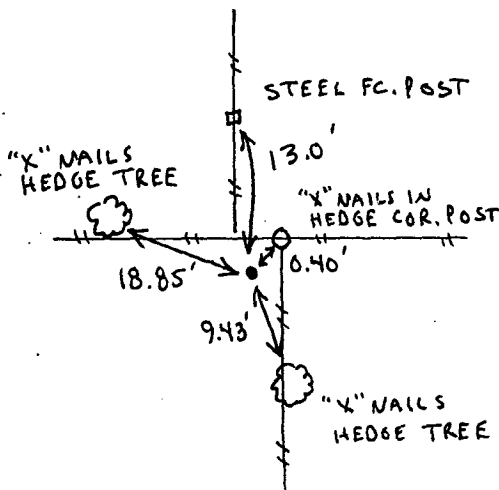 STEEL FC. POST
13.0'
"X" NAILS
HEDGE TREE
"X" NAILS IN
HEDGE COR. POST
0.40'
18.85'
9.43'
"X" NAILS
HEDGE TREE